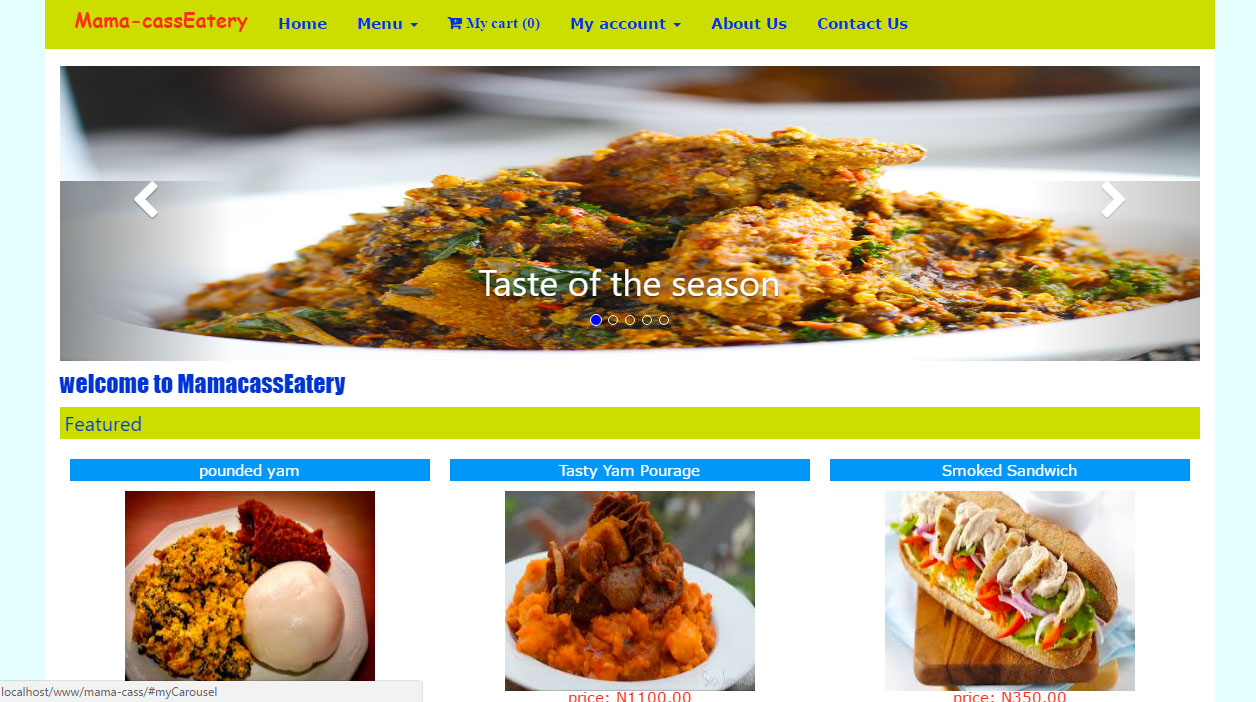 Mama-cassEatery Home Menu My cart (0) My account About Us Contact Us
Taste of the season
welcome to MamacassEatery
Featured
pounded yam Tasty Yam Pourage Smoked Sandwich
price: N1100.00 price: N350.00
localhost/www/mama-cass/#myCarousel